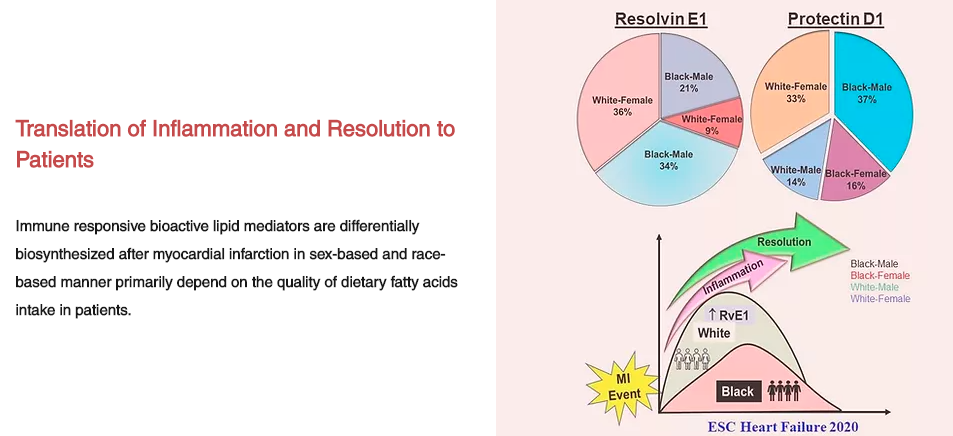 Translation of Inflammation and Resolution to
Patients
Immune responsive bioactive lipid mediators are differentially
biosynthesized after myocardial infarction in sex-based and race-
based manner primarily depend on the quality of dietary fatty acids
intake in patients.
Resolvin E1
Black-Male
21%
White-Female
9%
Black-Male
34%
White-Female
36%
Protectin D1
Black-Male
37%
Black-Female
16%
White-Male
14%
White-Female
33%
Resolution
Inflammation
↑ RvE1
White
Black
MI
Event
Black-Male
Black-Female
White-Male
White-Female
ESC Heart Failure 2020